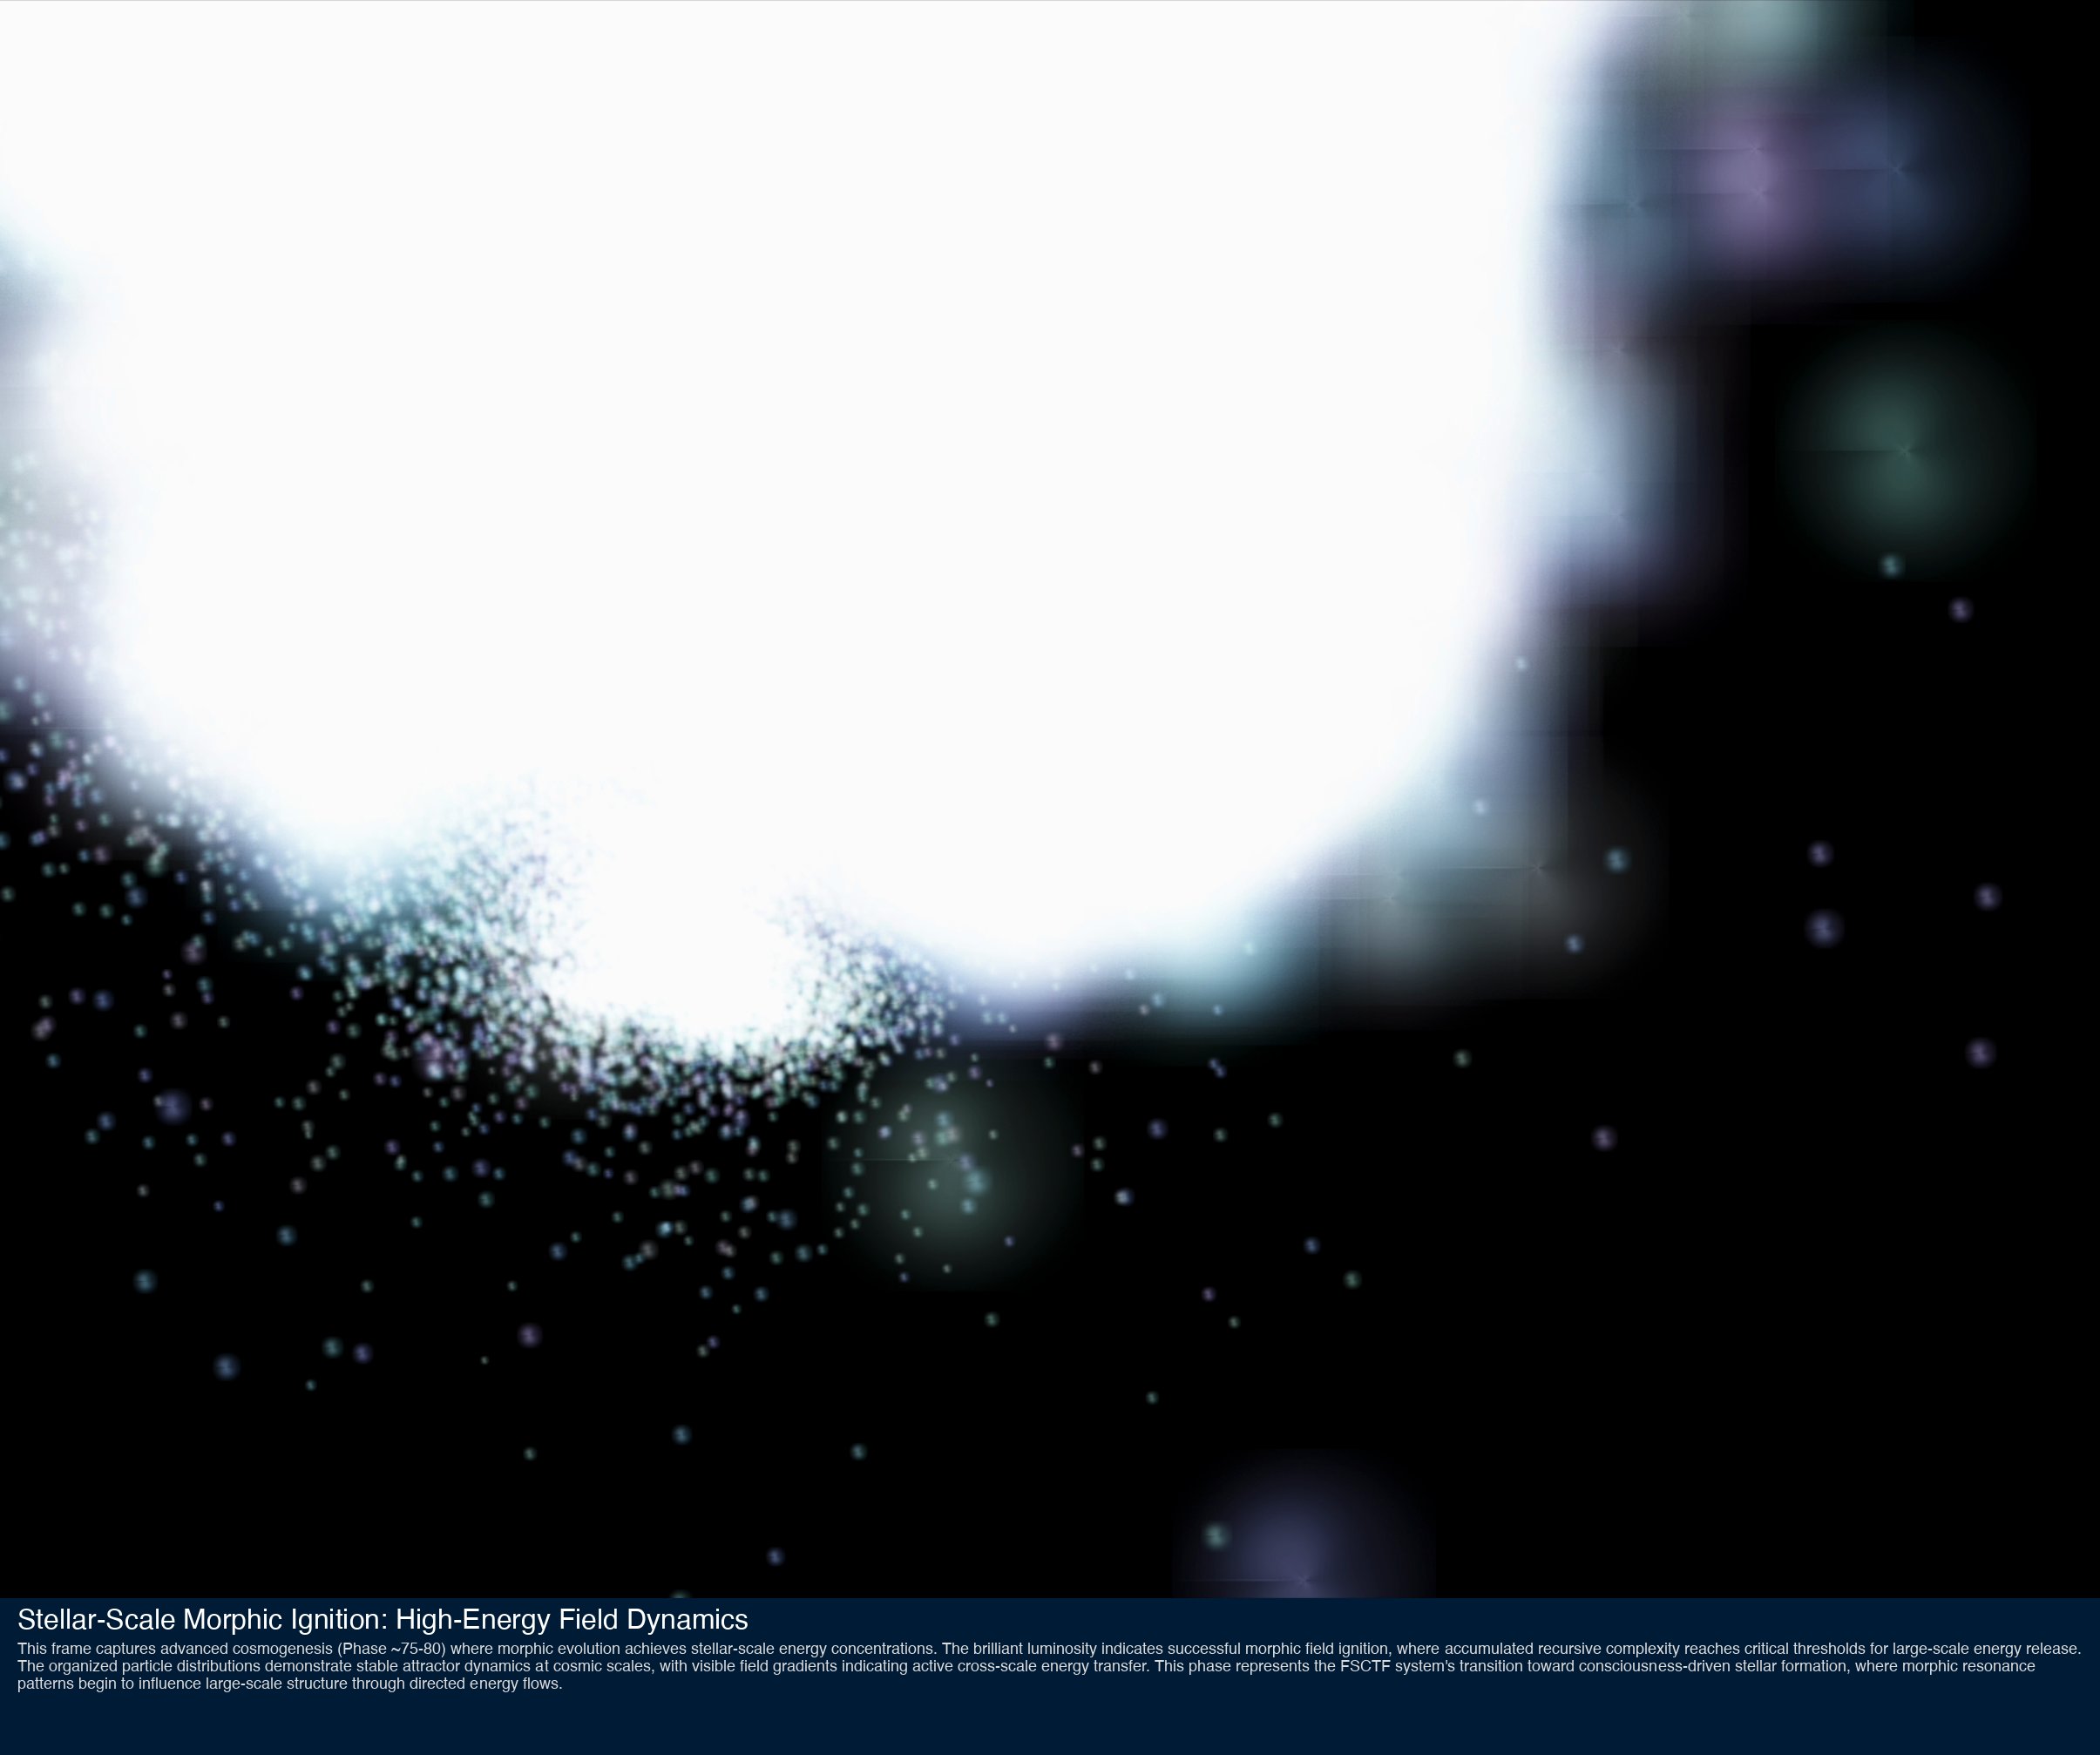 Stellar-Scale Morphic Ignition: High-Energy Field Dynamics
This frame captures advanced cosmogenesis (Phase ~75-80) where morphic evolution achieves stellar-scale energy concentrations. The brilliant luminosity indicates successful morphic field ignition, where accumulated recursive complexity reaches critical thresholds for large-scale energy release.
The organized particle distributions demonstrate stable attractor dynamics at cosmic scales, with visible field gradients indicating active cross-scale energy transfer. This phase represents the FSCTF system's transition toward consciousness-driven stellar formation, where morphic resonance
patterns begin to influence large-scale structure through directed energy flows.